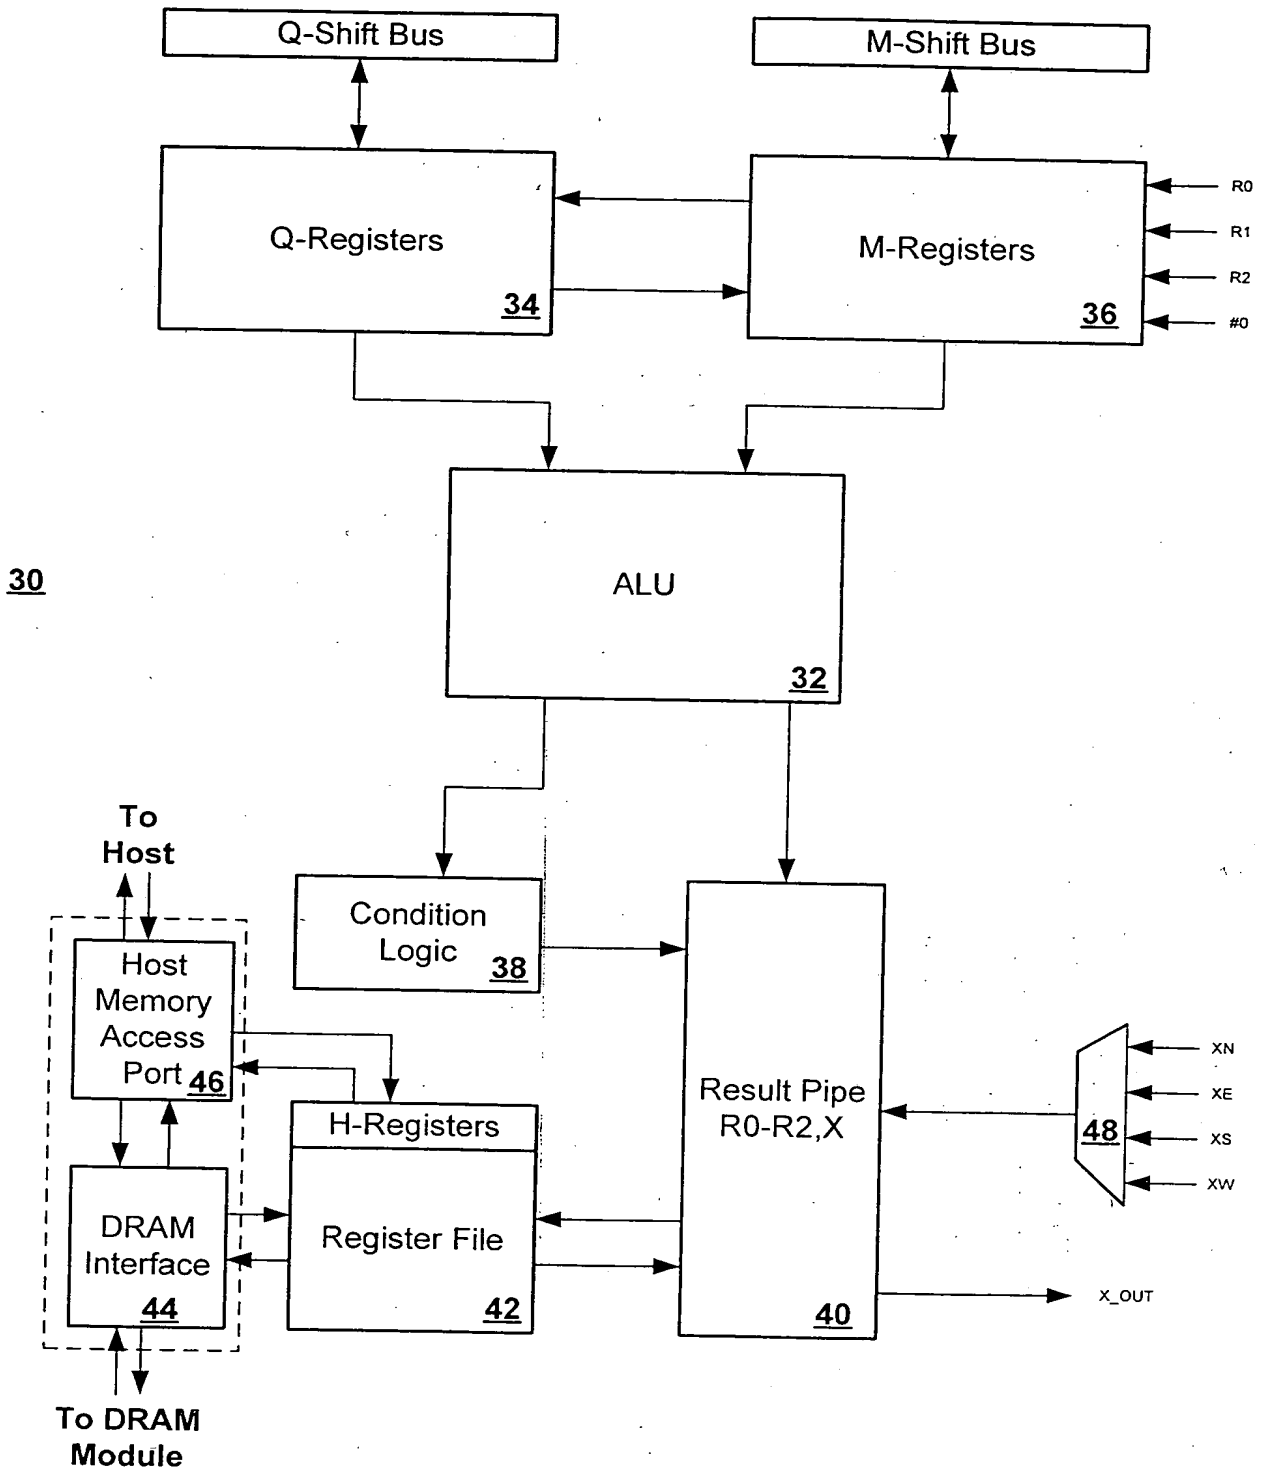 Q-Shift Bus
M-Shift Bus
Q-Registers
34
M-Registers
36
R0
R1
R2
#0
ALU
32
30
To
Host
Condition
Logic
38
Host
Memory
Access
Port
46
H-Registers
Register File
42
DRAM
Interface
44
Result Pipe
R0-R2,X
40
48
XN
XE
XS
XW
X_OUT
To DRAM
Module